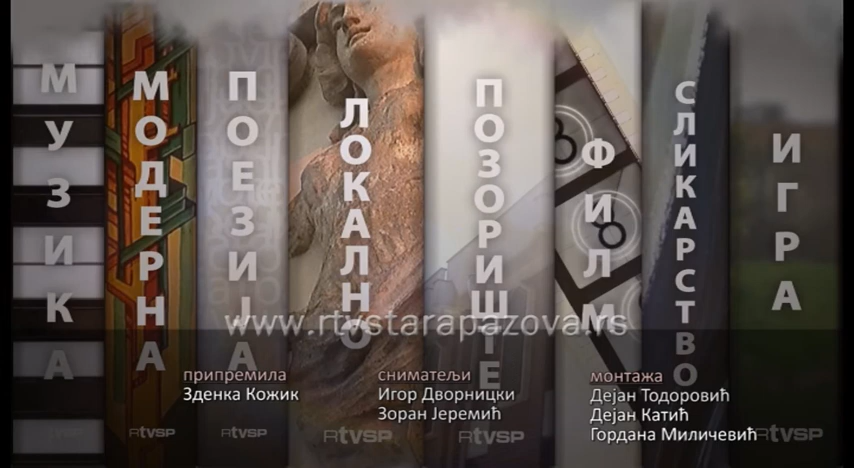 МУЗИКА
МОДЕРНА
ПОЕЗИЈА
ЛОКАЛНО
ПОЗОРИШТЕ
ФИЛМ
СЛИКАРСТВО
ИГРА
www.rtvstarapazova.rs
припремила
Зденка Кожик
сниматељи
Игор Дворницки
Зоран Јеремић
монтажа
Дејан Тодоровић
Дејан Катић
Гордана Миличевић
RTVSP
RTVSP
RTVSP
RTVSP
RTVSP